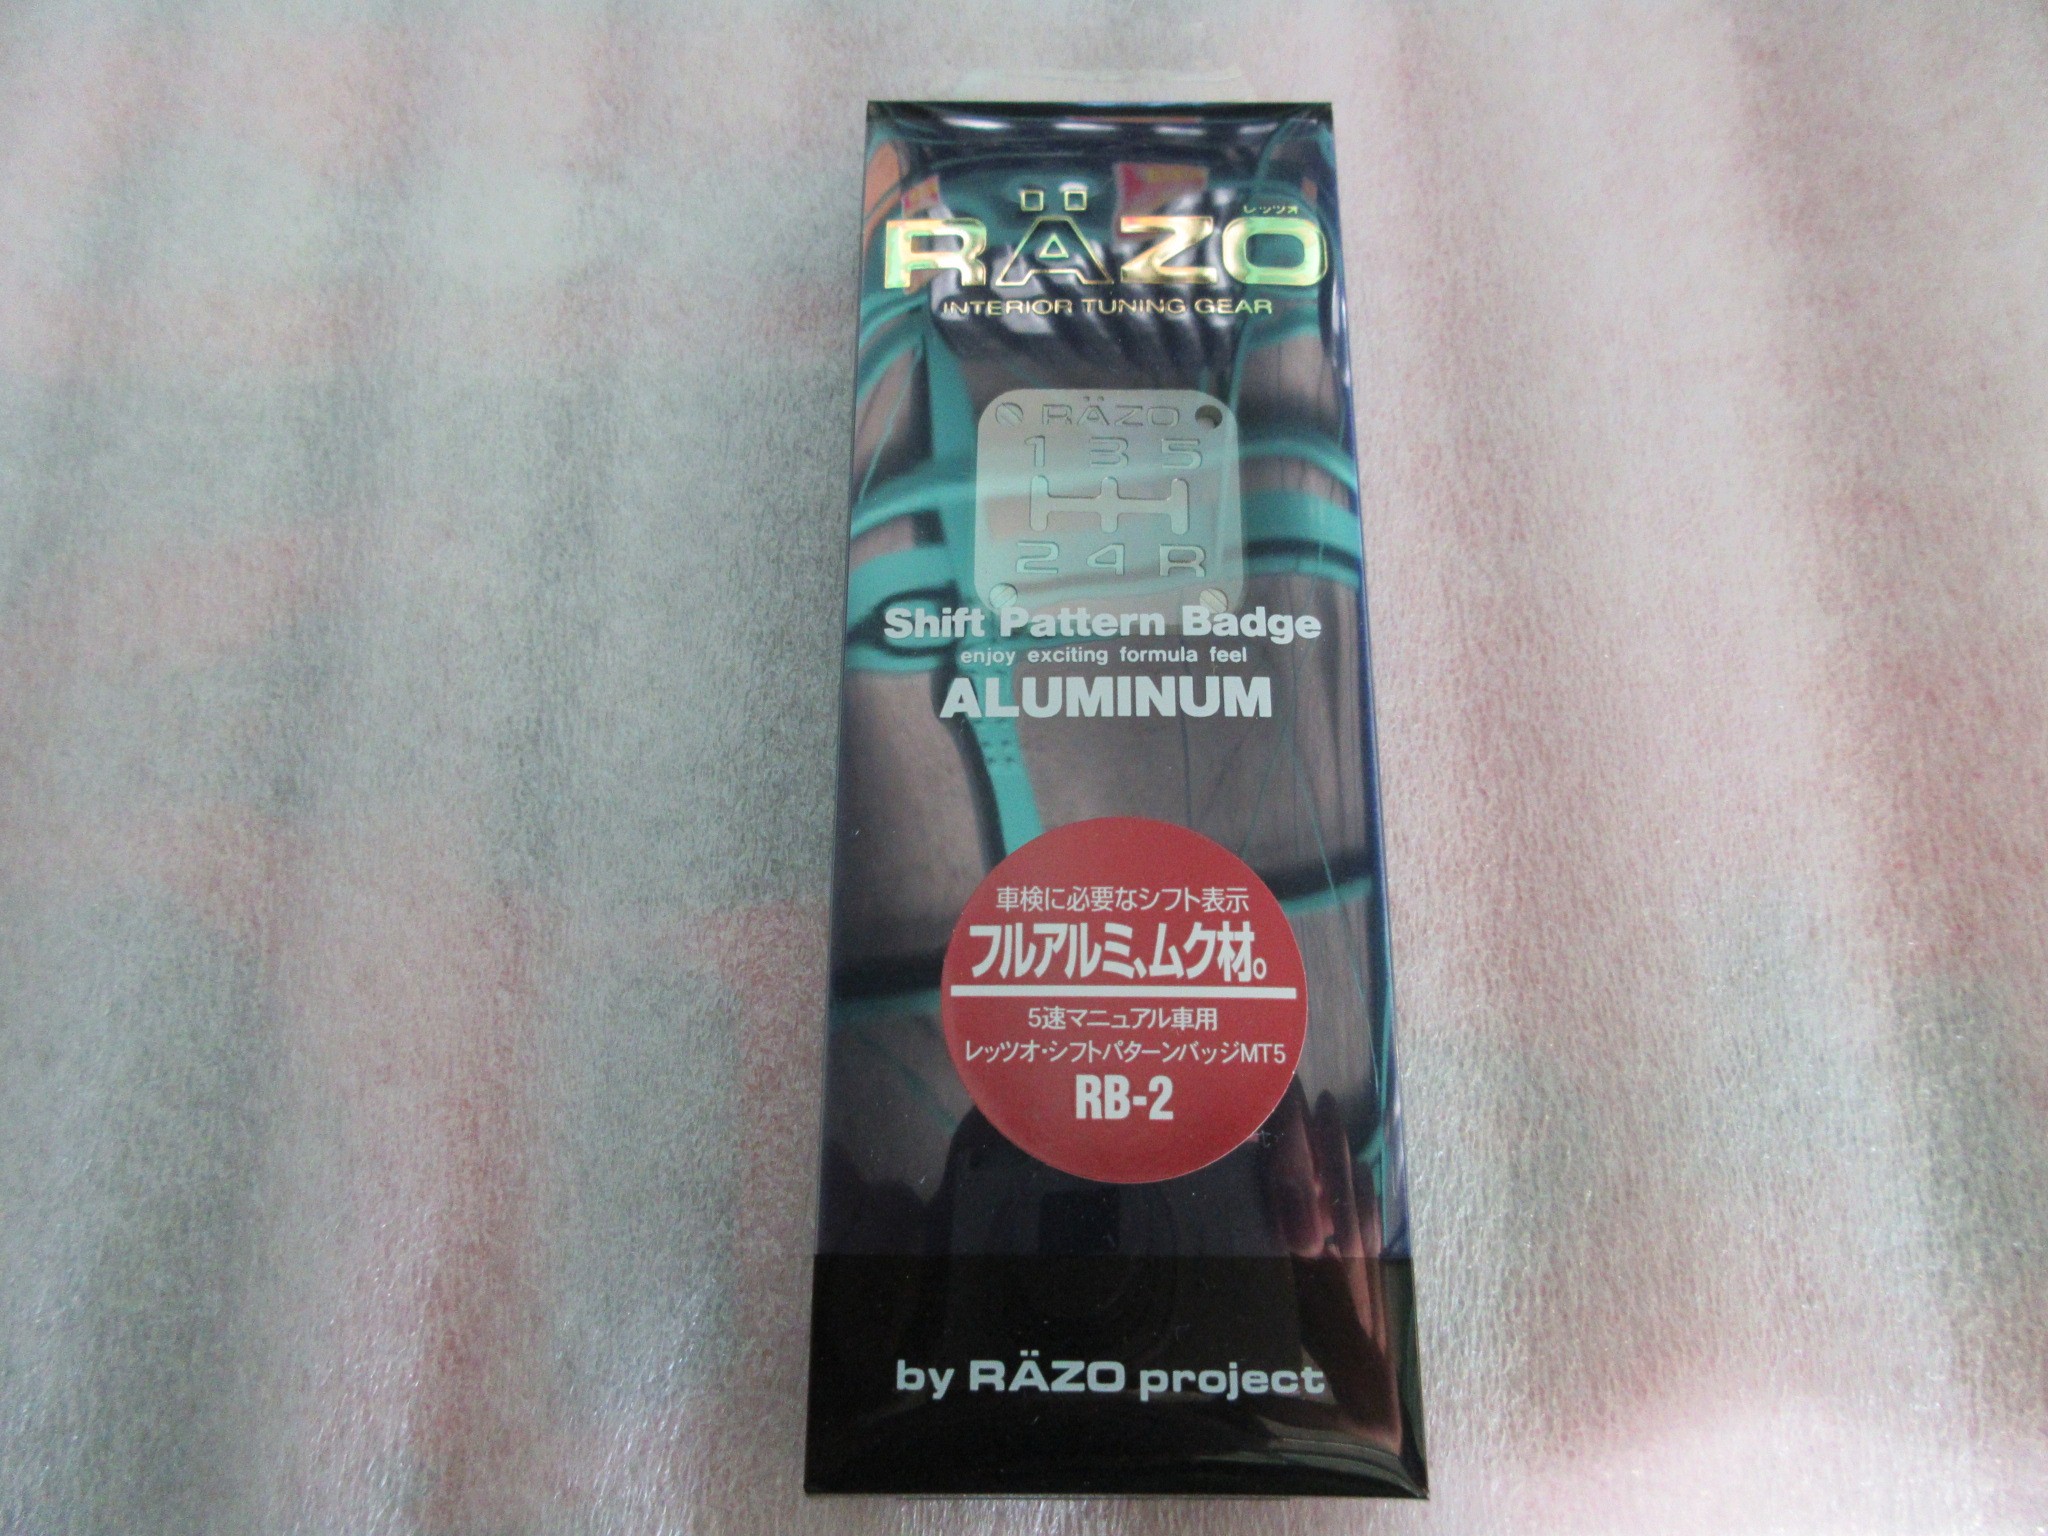 レッツオ
RÄZO
INTERIOR TUNING GEAR
RÄZO
1 3 5
2 4 R
Shift Pattern Badge
enjoy exciting formula feel
ALUMINUM
車検に必要なシフト表示
フルアルミ、ムク材。
5速マニュアル車用
レッツオ・シフトパターンバッジMT5
RB-2
by RÄZO project